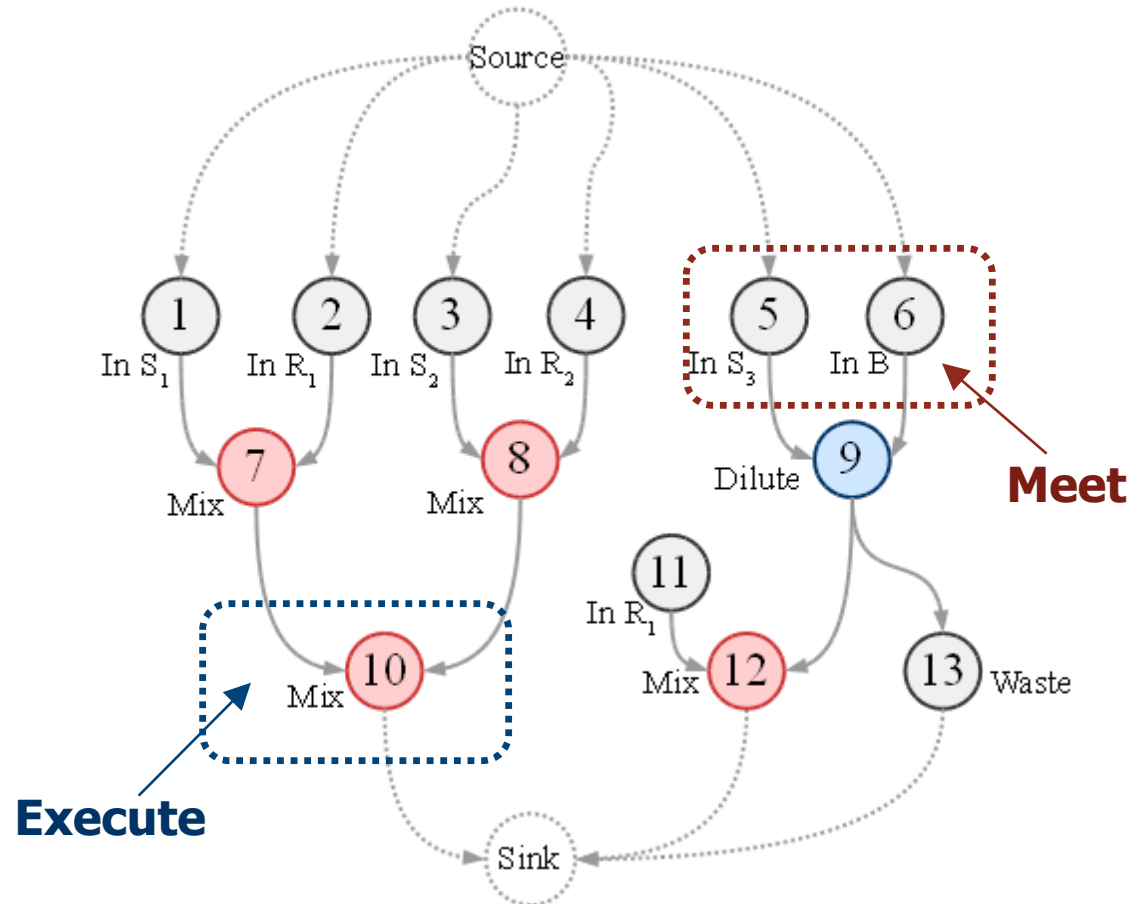 Source
1
2
3
4
5
6
In S₁
In R₁
In S₂
In R₂
In S₃
In B
7
8
9
Mix
Mix
Dilute
Meet
11
In R₁
10
12
13
Mix
Mix
Waste
Execute
Sink